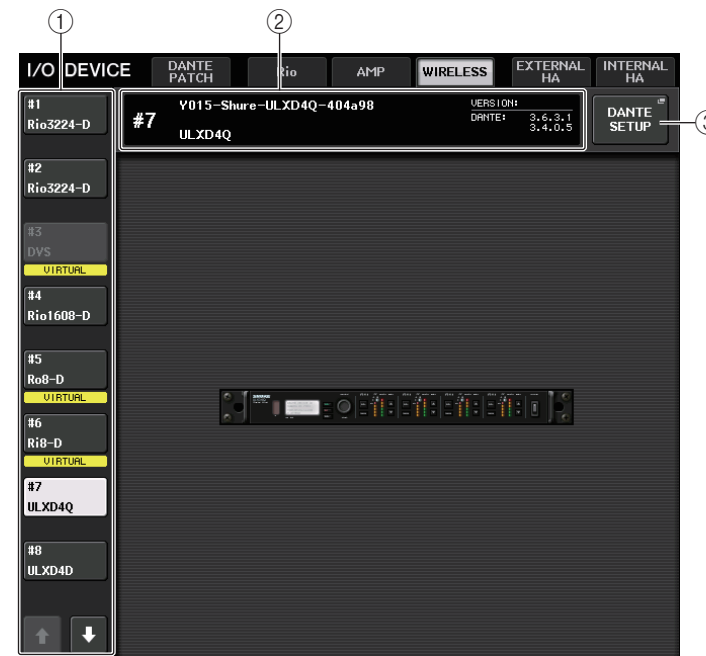 ① ②
I/O DEVICE
DANTE PATCH
Rio
AMP
WIRELESS
EXTERNAL HA
INTERNAL HA
#7
Y015-Shure-ULXD4Q-404a98
ULXD4Q
VERSION:
DANTE: 3.6.3.1
3.4.0.5
DANTE SETUP
③
#1
Rio3224-D
#2
Rio3224-D
#3
DVS
VIRTUAL
#4
Rio1608-D
#5
Ro8-D
VIRTUAL
#6
Ri8-D
VIRTUAL
#7
ULXD4Q
#8
ULXD4D
SHURE